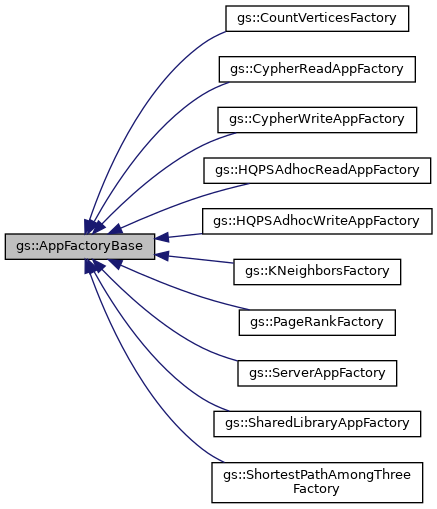 gs::CountVerticesFactory
gs::CypherReadAppFactory
gs::CypherWriteAppFactory
gs::HQPSAdhocReadAppFactory
gs::HQPSAdhocWriteAppFactory
gs::AppFactoryBase
gs::KNeighborsFactory
gs::PageRankFactory
gs::ServerAppFactory
gs::SharedLibraryAppFactory
gs::ShortestPathAmongThree
Factory